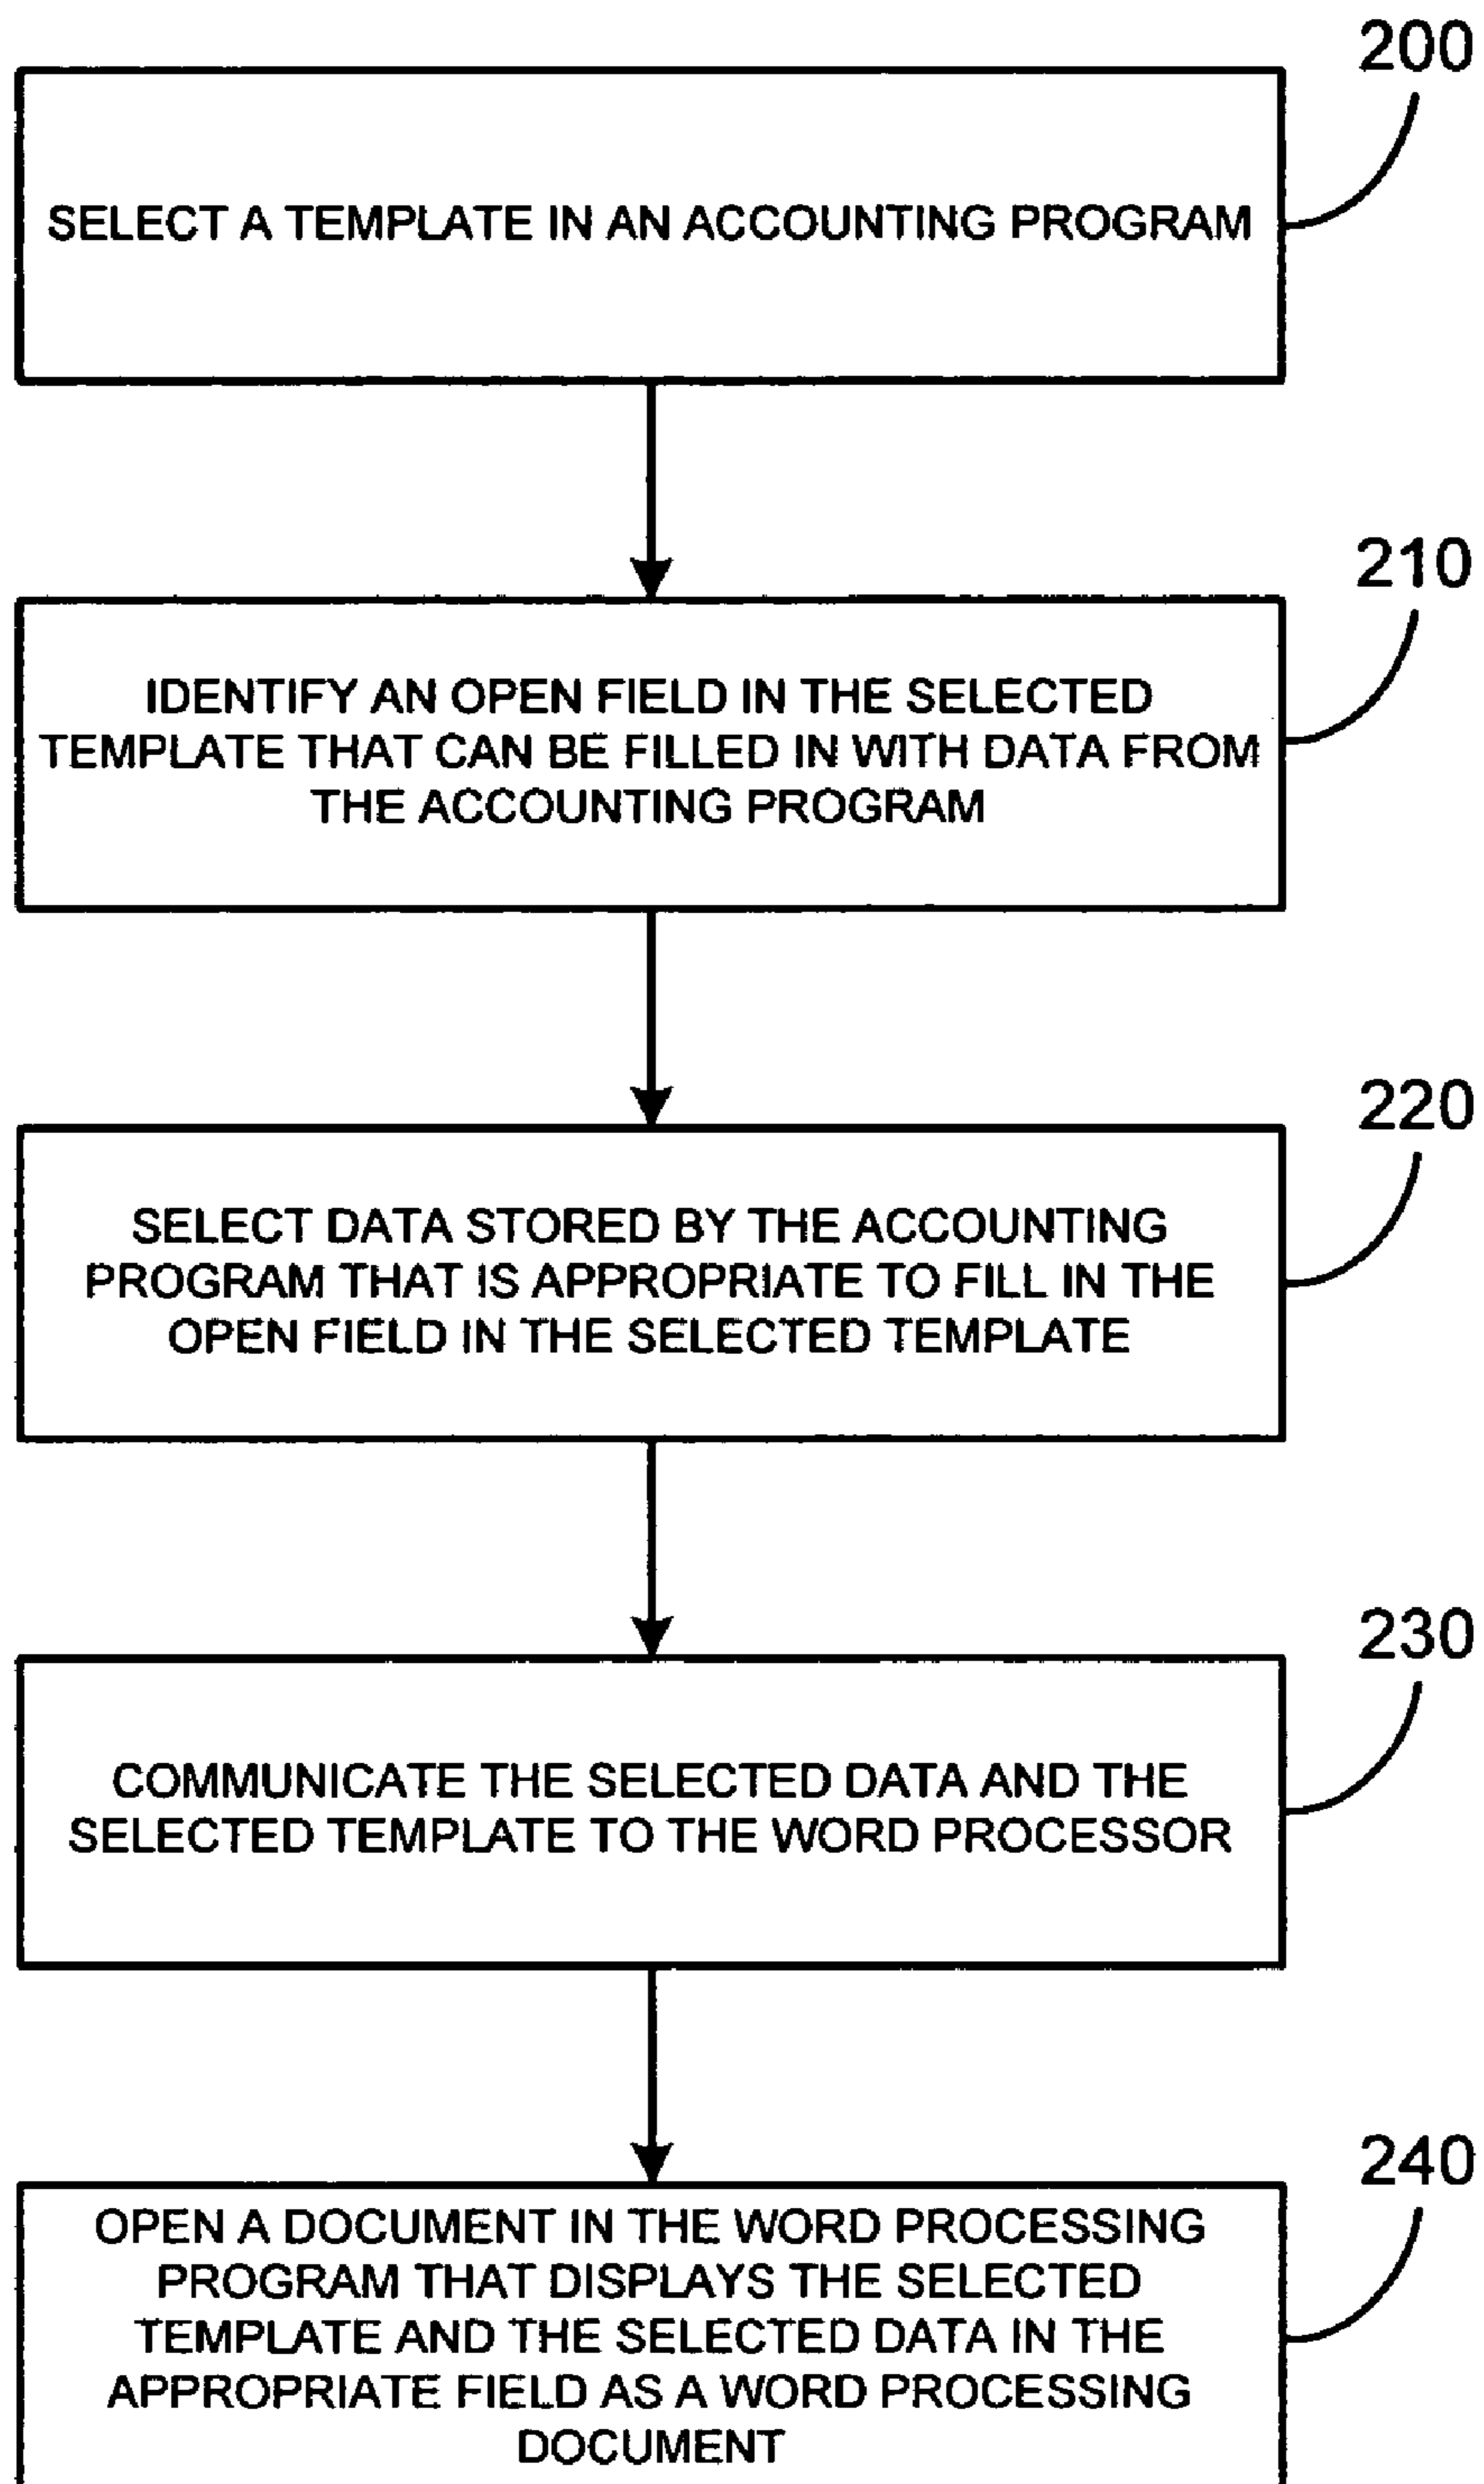 200
SELECT A TEMPLATE IN AN ACCOUNTING PROGRAM
210
IDENTIFY AN OPEN FIELD IN THE SELECTED
TEMPLATE THAT CAN BE FILLED IN WITH DATA FROM
THE ACCOUNTING PROGRAM
220
SELECT DATA STORED BY THE ACCOUNTING
PROGRAM THAT IS APPROPRIATE TO FILL IN THE
OPEN FIELD IN THE SELECTED TEMPLATE
230
COMMUNICATE THE SELECTED DATA AND THE
SELECTED TEMPLATE TO THE WORD PROCESSOR
240
OPEN A DOCUMENT IN THE WORD PROCESSING
PROGRAM THAT DISPLAYS THE SELECTED
TEMPLATE AND THE SELECTED DATA IN THE
APPROPRIATE FIELD AS A WORD PROCESSING
DOCUMENT